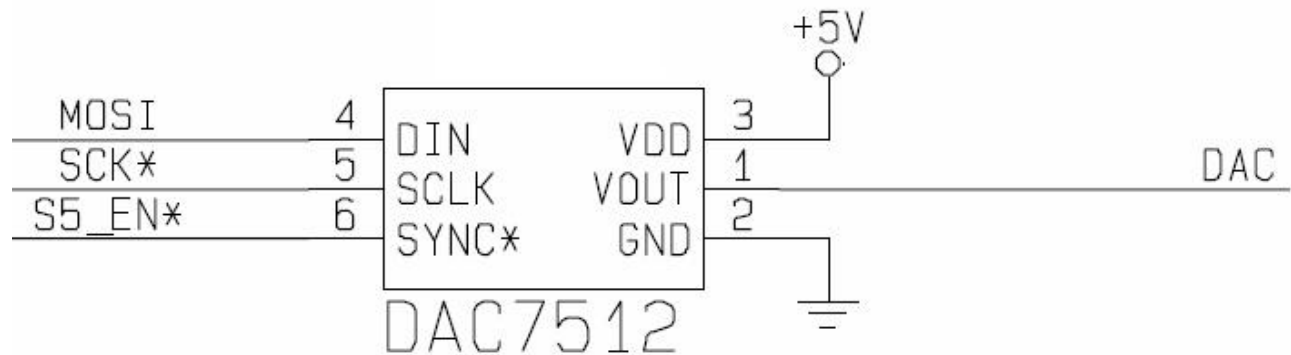 +5V
MOSI 4 DIN VDD 3
SCK* 5 SCLK VOUT 1 DAC
S5_EN* 6 SYNC* GND 2
DAC7512